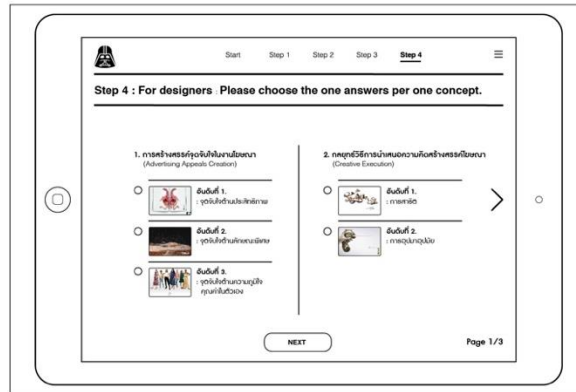 Start Step 1 Step 2 Step 3 Step 4
Step 4 : For designers : Please choose the one answers per one concept.
1. การสร้างสรรค์จุดจับใจในงานโฆษณา
(Advertising Appeals Creation)
อันดับที่ 1.
: จุดจับใจด้านประสิทธิภาพ
อันดับที่ 2.
: จุดจับใจด้านลักษณะพิเศษ
อันดับที่ 3.
: จุดจับใจด้านความภูมิใจ
คุณค่าในตัวเอง
2. กลยุทธ์วิธีการนำเสนอความคิดสร้างสรรค์โฆษณา
(Creative Execution)
อันดับที่ 1.
: การสาธิต
อันดับที่ 2.
: การอุปมาอุปมัย
NEXT
Page 1/3